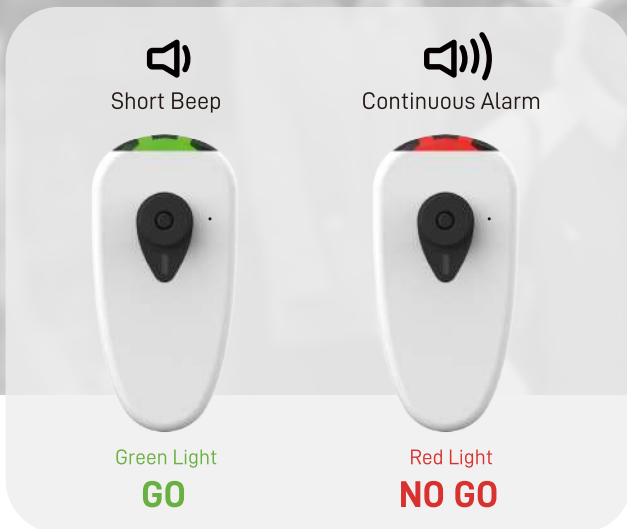 Short Beep
Continuous Alarm
Green Light
GO
Red Light
NO GO